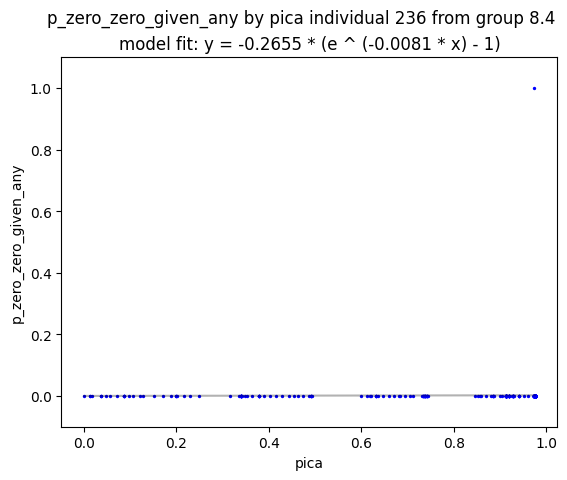 p_zero_zero_given_any by pica individual 236 from group 8.4
model fit: y = -0.2655 * (e ^ (-0.0081 * x) - 1)
1.0
0.8
0.6
0.4
0.2
0.0
p_zero_zero_given_any
0.0 0.2 0.4 0.6 0.8 1.0
pica